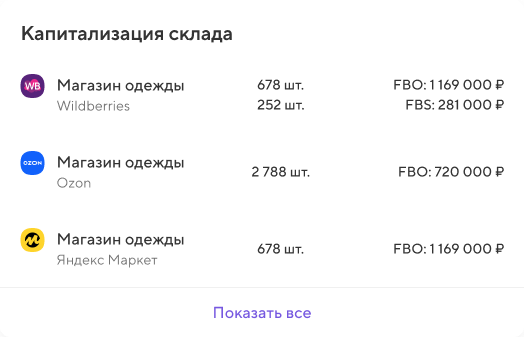 Капитализация склада
WB Магазин одежды 678 шт. FBO: 1 169 000 ₽
Wildberries 252 шт. FBS: 281 000 ₽
OZON Магазин одежды 2 788 шт. FBO: 720 000 ₽
Ozon
Магазин одежды 678 шт. FBO: 1 169 000 ₽
Яндекс Маркет
Показать все